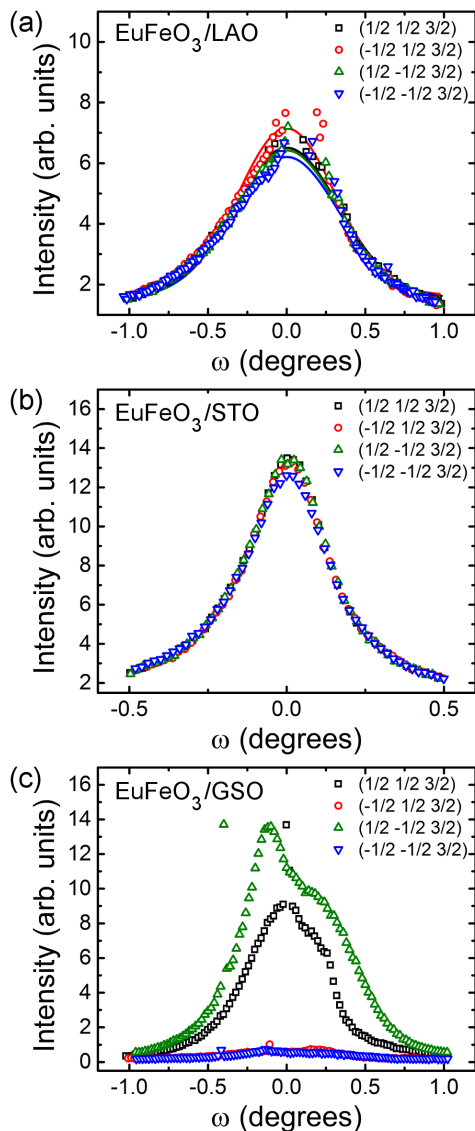 (a)
EuFeO3/LAO
(1/2 1/2 3/2)
(-1/2 1/2 3/2)
(1/2 -1/2 3/2)
(-1/2 -1/2 3/2)
10
8
6
4
2
Intensity (arb. units)
-1.0 -0.5 0.0 0.5 1.0
ω (degrees)
(b)
EuFeO3/STO
(1/2 1/2 3/2)
(-1/2 1/2 3/2)
(1/2 -1/2 3/2)
(-1/2 -1/2 3/2)
16
14
12
10
8
6
4
2
Intensity (arb. units)
-0.5 0.0 0.5
ω (degrees)
(c)
EuFeO3/GSO
(1/2 1/2 3/2)
(-1/2 1/2 3/2)
(1/2 -1/2 3/2)
(-1/2 -1/2 3/2)
16
14
12
10
8
6
4
2
0
Intensity (arb. units)
-1.0 -0.5 0.0 0.5 1.0
ω (degrees)